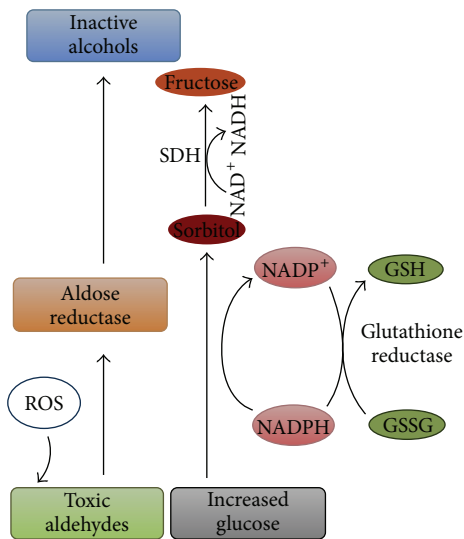 Inactive
alcohols
Fructose
SDH
NAD+ NADH
Sorbitol
Aldose
reductase
NADP+
GSH
Glutathione
reductase
ROS
NADPH
GSSG
Toxic
aldehydes
Increased
glucose